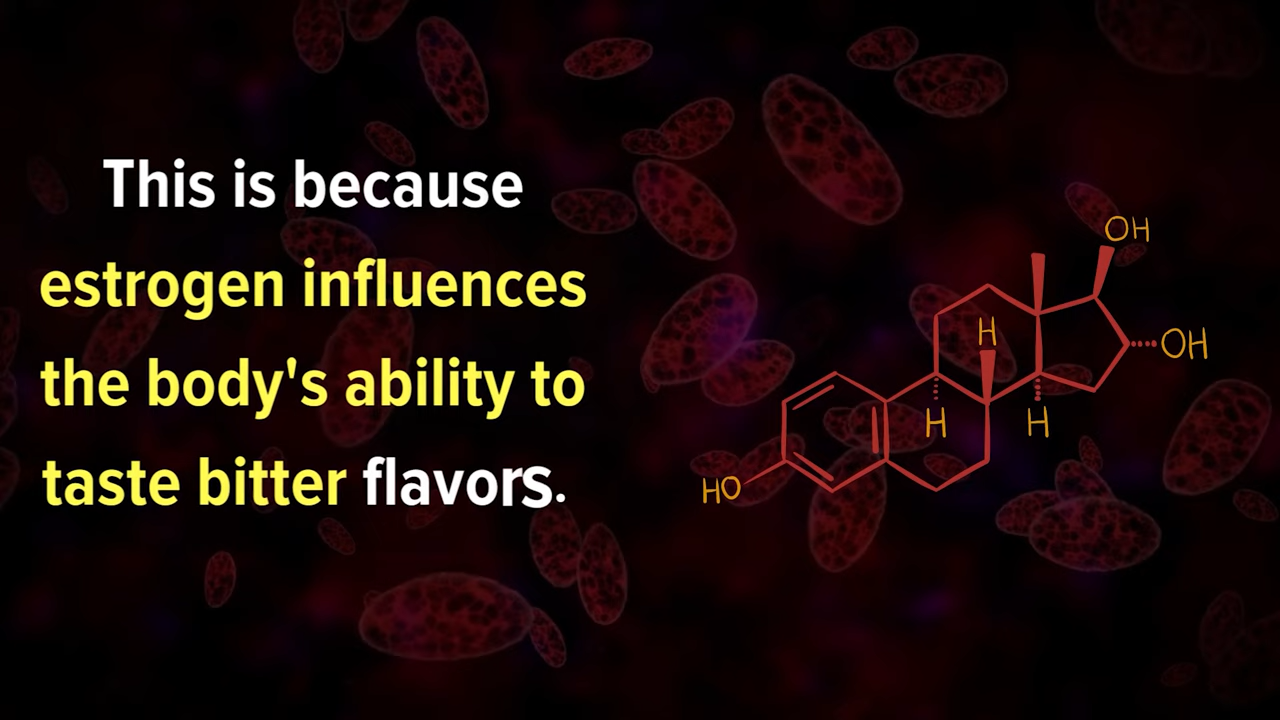 This is because
estrogen influences
the body's ability to
taste bitter flavors.
OH
H
OH
H
H
HO